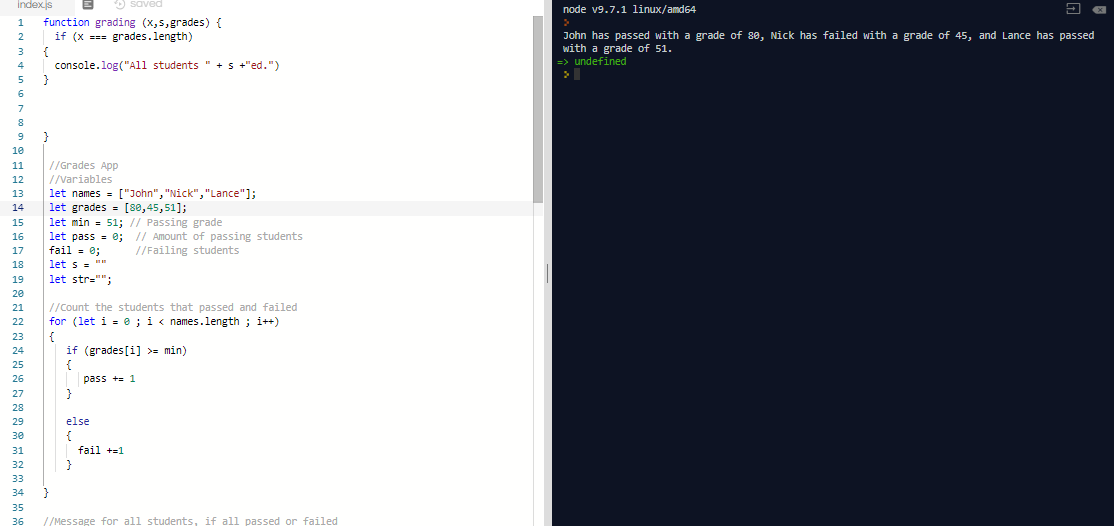 index.js
saved
1 function grading (x,s,grades) {
2 if (x === grades.length)
3 {
4 console.log("All students " + s +"ed.")
5 }
6
7
8
9 }
10
11 //Grades App
12 //Variables
13 let names = ["John","Nick","Lance"];
14 let grades = [80,45,51];
15 let min = 51; // Passing grade
16 let pass = 0; // Amount of passing students
17 fail = 0; //Failing students
18 let s = ""
19 let str="";
20
21 //Count the students that passed and failed
22 for (let i = 0 ; i < names.length ; i++)
23 {
24 if (grades[i] >= min)
25 {
26 pass += 1
27 }
28
29 else
30 {
31 fail +=1
32 }
33
34 }
35
36 //Message for all students, if all passed or failed
node v9.7.1 linux/amd64
John has passed with a grade of 80, Nick has failed with a grade of 45, and Lance has passed
with a grade of 51.
=> undefined